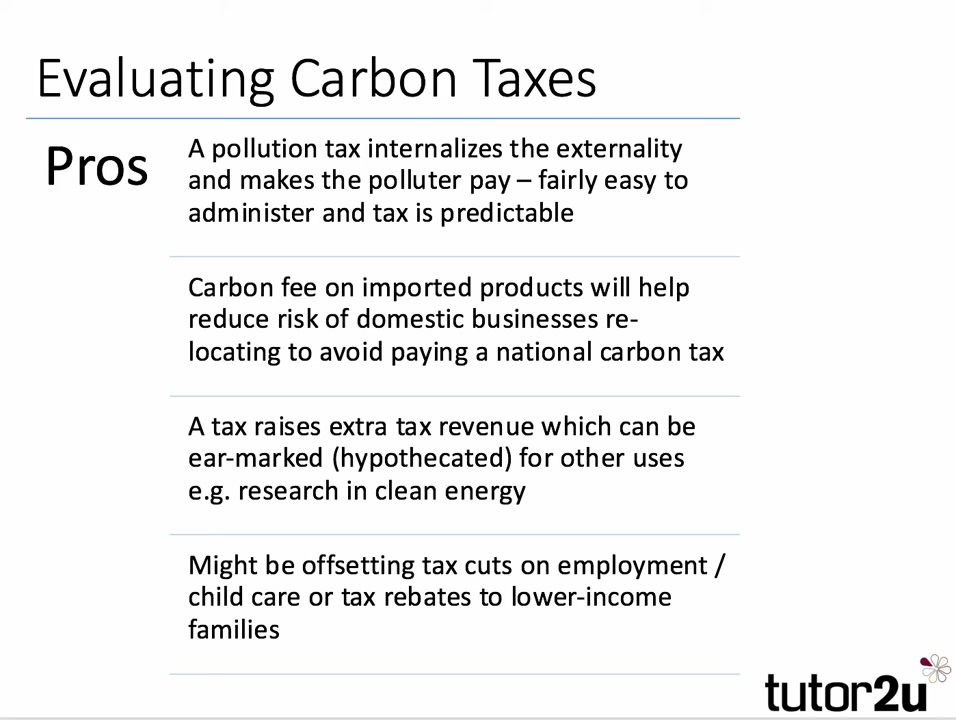 Evaluating Carbon Taxes
Pros
A pollution tax internalizes the externality
and makes the polluter pay – fairly easy to
administer and tax is predictable
Carbon fee on imported products will help
reduce risk of domestic businesses re-
locating to avoid paying a national carbon tax
A tax raises extra tax revenue which can be
ear-marked (hypothecated) for other uses
e.g. research in clean energy
Might be offsetting tax cuts on employment /
child care or tax rebates to lower-income
families
tutor2u